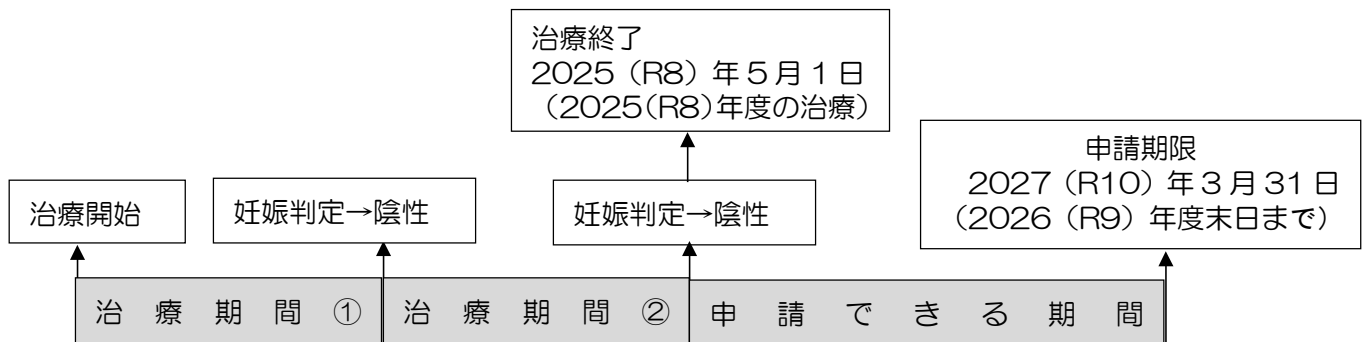 治療終了
2025（R8）年５月１日
（2025(R8)年度の治療）
申請期限
2027（R10）年３月31日
（2026（R9）年度末日まで）
治療開始
妊娠判定→陰性
妊娠判定→陰性
治療期間①
治療期間②
申請できる期間